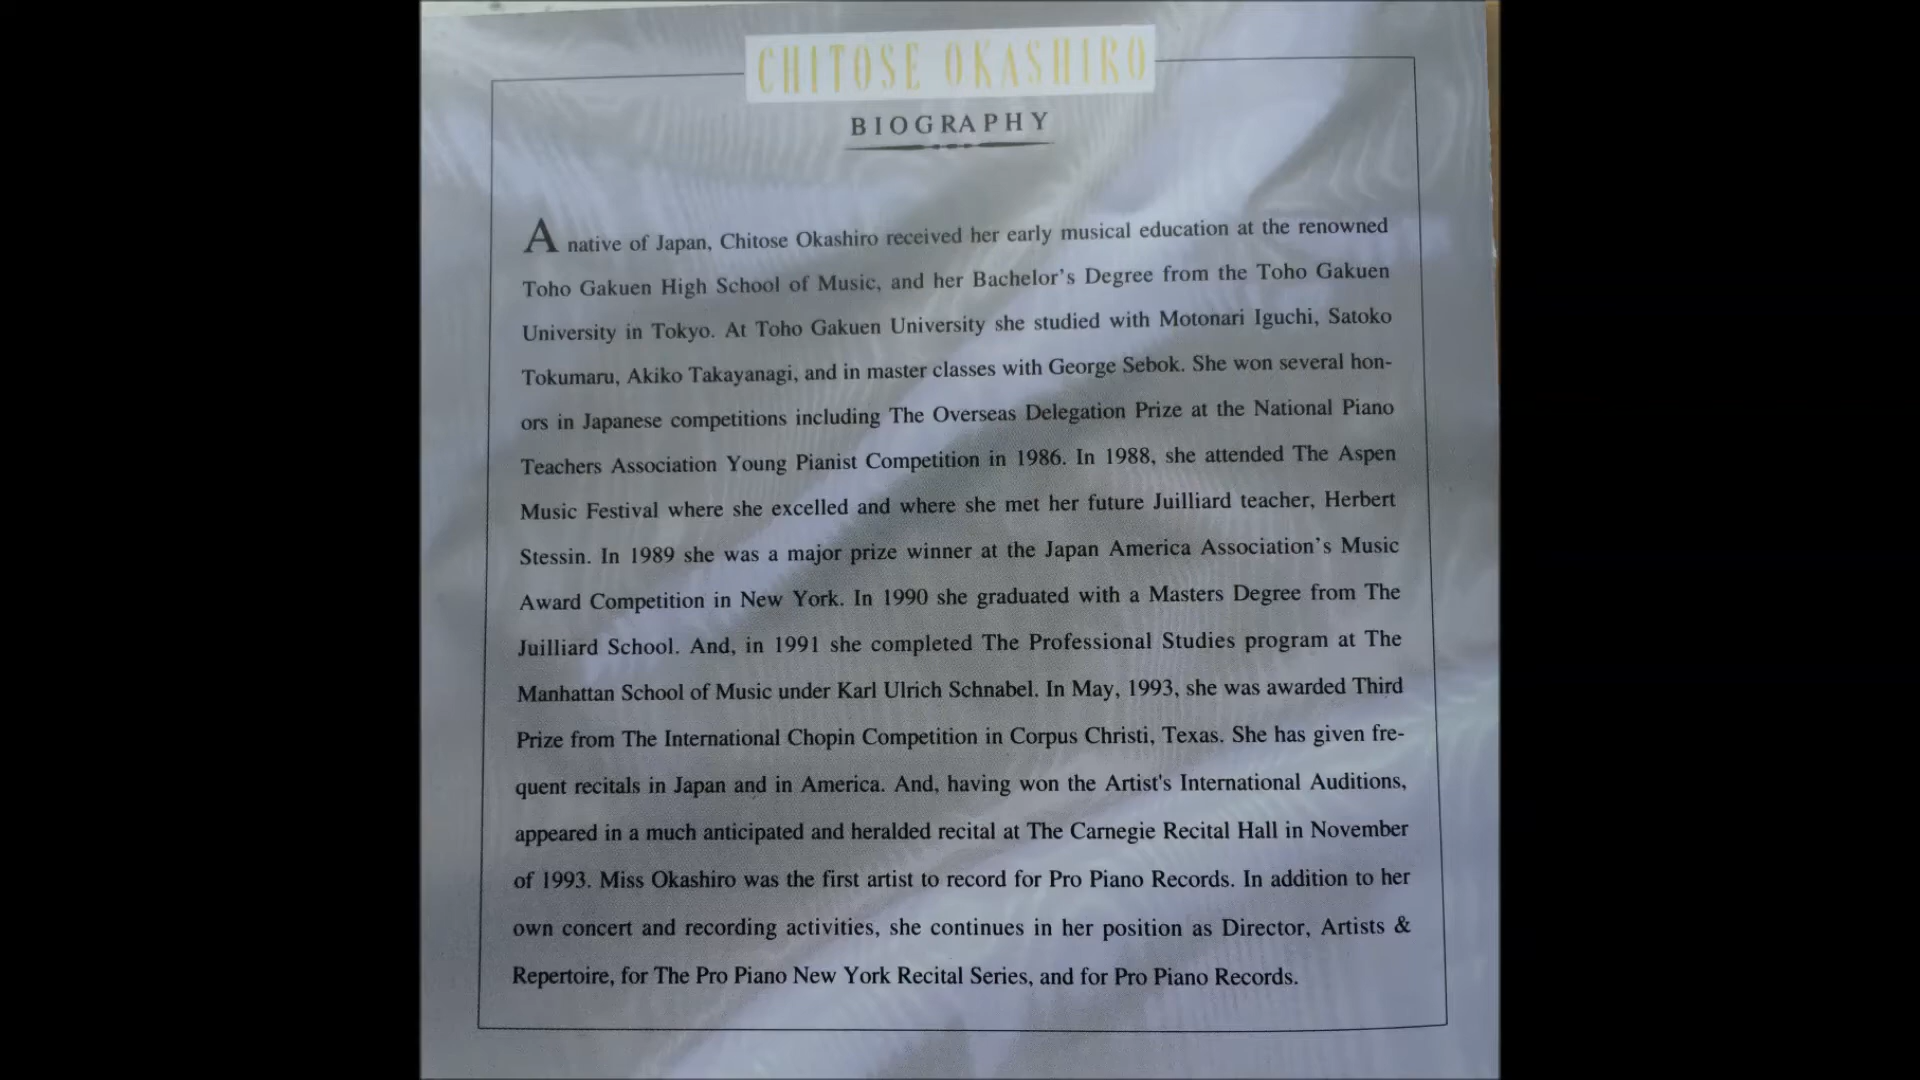 CHITOSE OKASHIRO
BIOGRAPHY
A native of Japan, Chitose Okashiro received her early musical education at the renowned
Toho Gakuen High School of Music, and her Bachelor's Degree from the Toho Gakuen
University in Tokyo. At Toho Gakuen University she studied with Motonari Iguchi, Satoko
Tokumaru, Akiko Takayanagi, and in master classes with George Sebok. She won several hon-
ors in Japanese competitions including The Overseas Delegation Prize at the National Piano
Teachers Association Young Pianist Competition in 1986. In 1988, she attended The Aspen
Music Festival where she excelled and where she met her future Juilliard teacher, Herbert
Stessin. In 1989 she was a major prize winner at the Japan America Association's Music
Award Competition in New York. In 1990 she graduated with a Masters Degree from The
Juilliard School. And, in 1991 she completed The Professional Studies program at The
Manhattan School of Music under Karl Ulrich Schnabel. In May, 1993, she was awarded Third
Prize from The International Chopin Competition in Corpus Christi, Texas. She has given fre-
quent recitals in Japan and in America. And, having won the Artist's International Auditions,
appeared in a much anticipated and heralded recital at The Carnegie Recital Hall in November
of 1993. Miss Okashiro was the first artist to record for Pro Piano Records. In addition to her
own concert and recording activities, she continues in her position as Director, Artists &
Repertoire, for The Pro Piano New York Recital Series, and for Pro Piano Records.